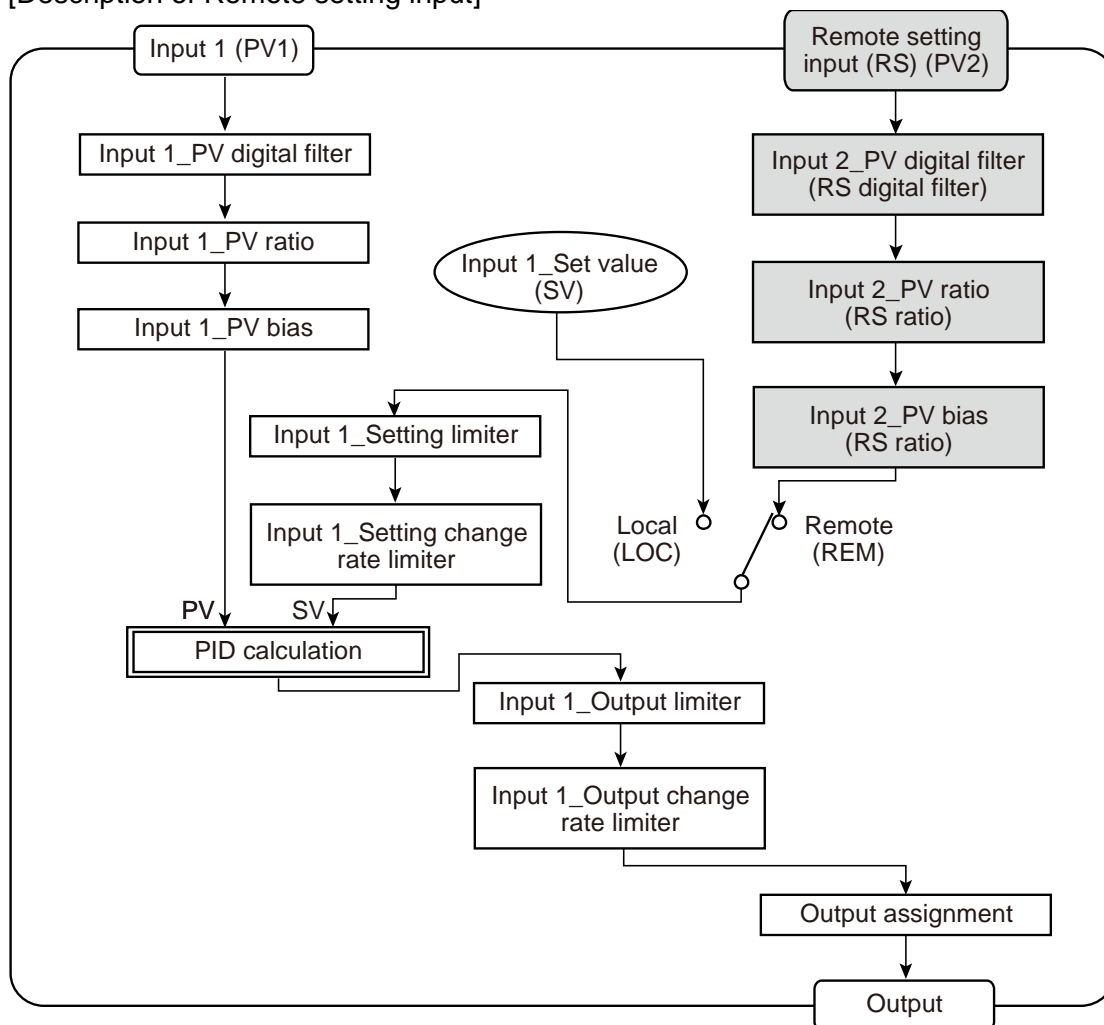 [Description of Remote setting input]
Input 1 (PV1)
Remote setting
input (RS) (PV2)
Input 1_PV digital filter
Input 2_PV digital filter
(RS digital filter)
Input 1_PV ratio
Input 1_Set value
(SV)
Input 2_PV ratio
(RS ratio)
Input 1_PV bias
Input 2_PV bias
(RS ratio)
Input 1_Setting limiter
Input 1_Setting change
rate limiter
Local
(LOC)
Remote
(REM)
PV
SV
PID calculation
Input 1_Output limiter
Input 1_Output change
rate limiter
Output assignment
Output